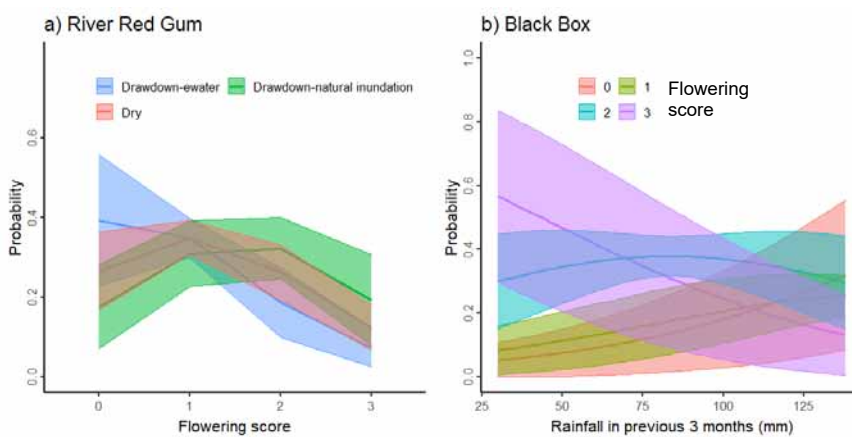 a) River Red Gum
Drawdown-ewater
Drawdown-natural inundation
Dry
Probability
0.6
0.4
0.2
0.0
0
1
2
3
Flowering score
b) Black Box
0
1
2
3
Flowering
score
Probability
1.0
0.8
0.6
0.4
0.2
0.0
25
50
75
100
125
Rainfall in previous 3 months (mm)